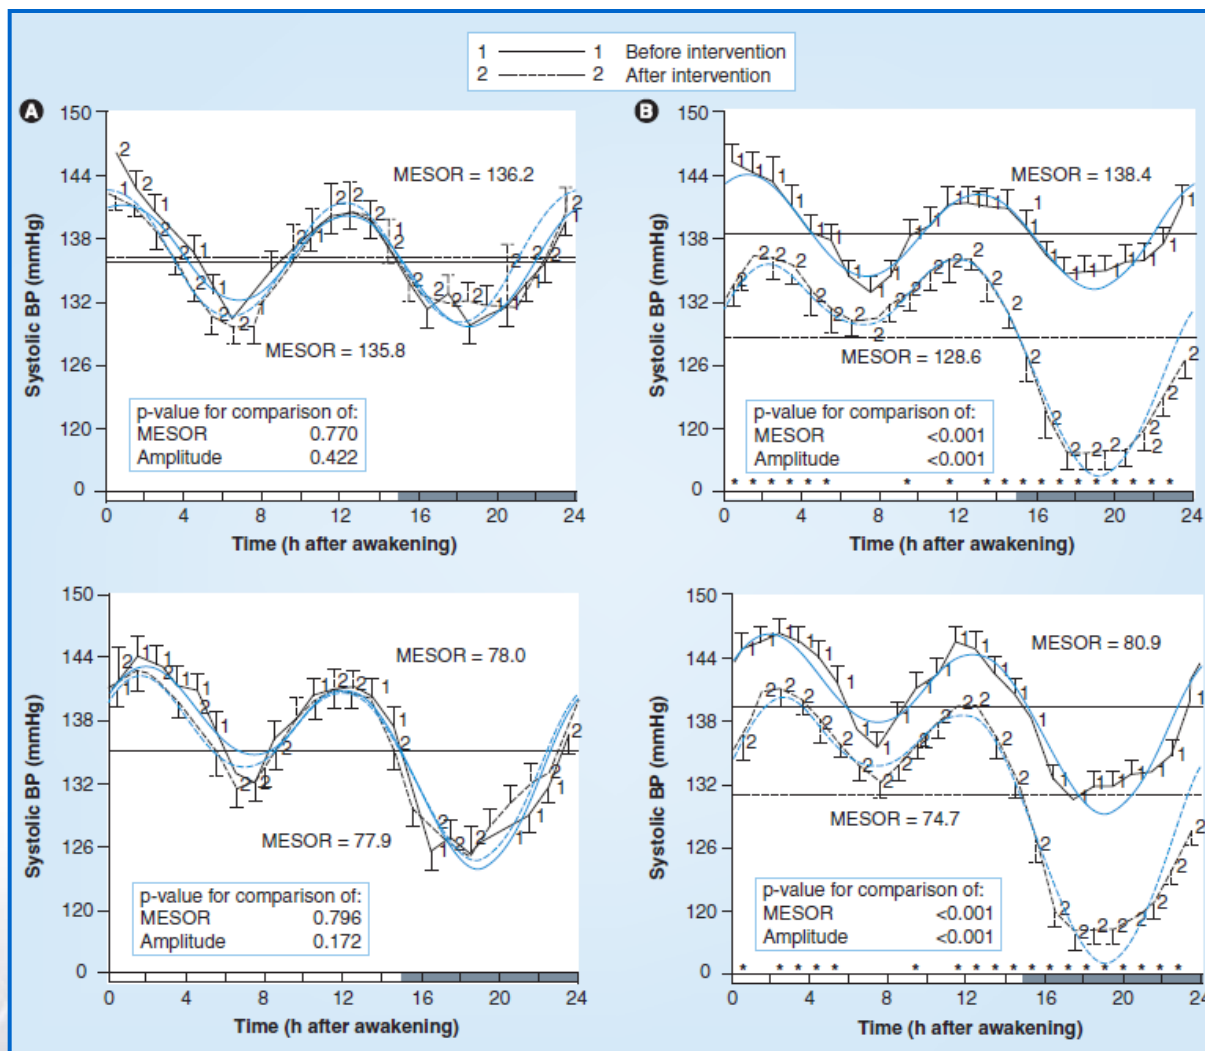 1 1 Before intervention
2 2 After intervention
A
Systolic BP (mmHg)
150
144
138
132
126
120
0
MESOR = 136.2
MESOR = 135.8
p-value for comparison of:
MESOR 0.770
Amplitude 0.422
0 4 8 12 16 20 24
Time (h after awakening)
B
Systolic BP (mmHg)
150
144
138
132
126
120
0
MESOR = 138.4
MESOR = 128.6
p-value for comparison of:
MESOR <0.001
Amplitude <0.001
* * * * * * * * * * * * * * * * * * *
0 4 8 12 16 20 24
Time (h after awakening)
Systolic BP (mmHg)
150
144
138
132
126
120
0
MESOR = 78.0
MESOR = 77.9
p-value for comparison of:
MESOR 0.796
Amplitude 0.172
0 4 8 12 16 20 24
Time (h after awakening)
Systolic BP (mmHg)
150
144
138
132
126
120
0
MESOR = 80.9
MESOR = 74.7
p-value for comparison of:
MESOR <0.001
Amplitude <0.001
* * * * * * * * * * * * * * * * * * *
0 4 8 12 16 20 24
Time (h after awakening)